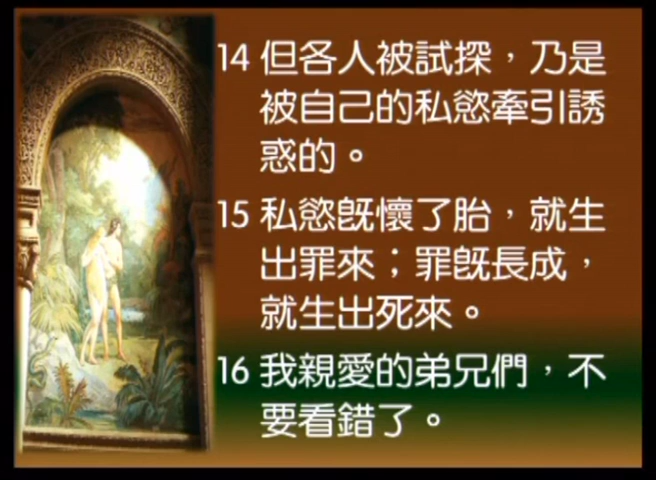 14 但各人被試探，乃是
被自己的私慾牽引誘
惑的。
15 私慾既懷了胎，就生
出罪來；罪既長成，
就生出死來。
16 我親愛的弟兄們，不
要看錯了。